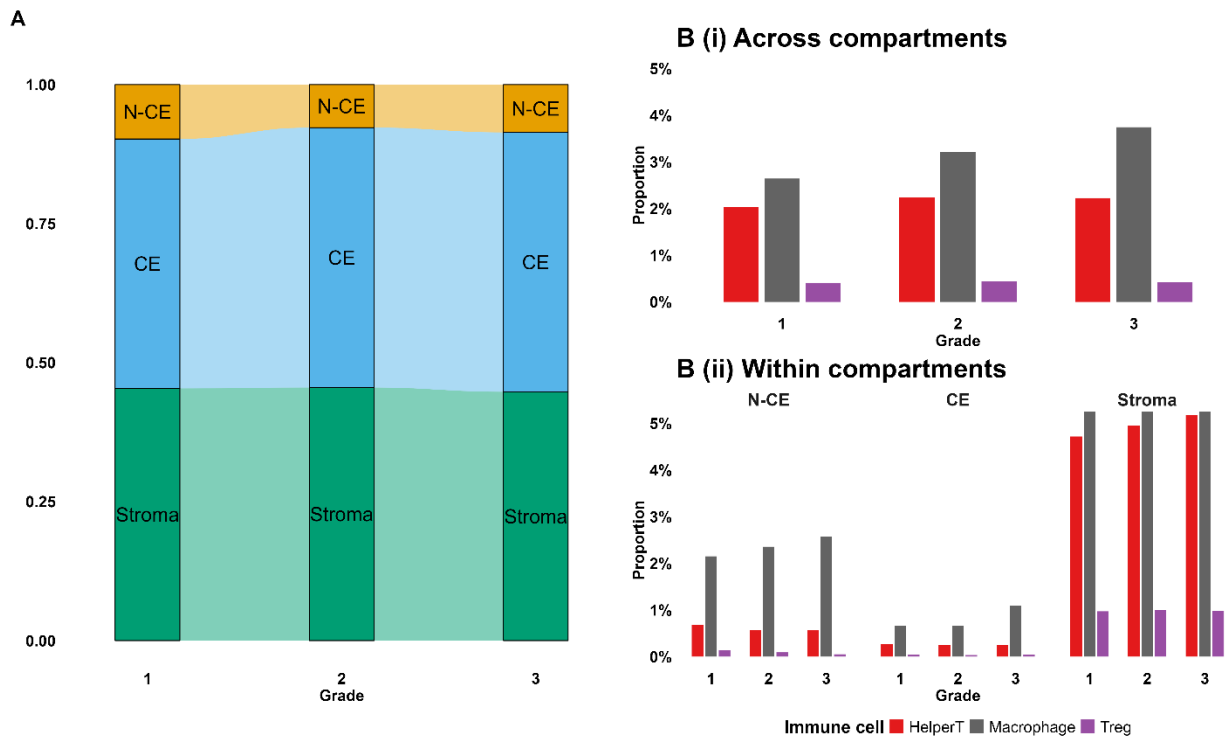 A
1.00
0.75
0.50
0.25
0.00
N-CE
N-CE
N-CE
CE
CE
CE
Stroma
Stroma
Stroma
1 2 3
Grade
B (i) Across compartments
5%
4%
3%
2%
1%
0%
Proportion
1 2 3
Grade
B (ii) Within compartments
N-CE CE Stroma
5%
4%
3%
2%
1%
0%
Proportion
1 2 3 1 2 3 1 2 3
Grade
Immune cell HelperT Macrophage Treg